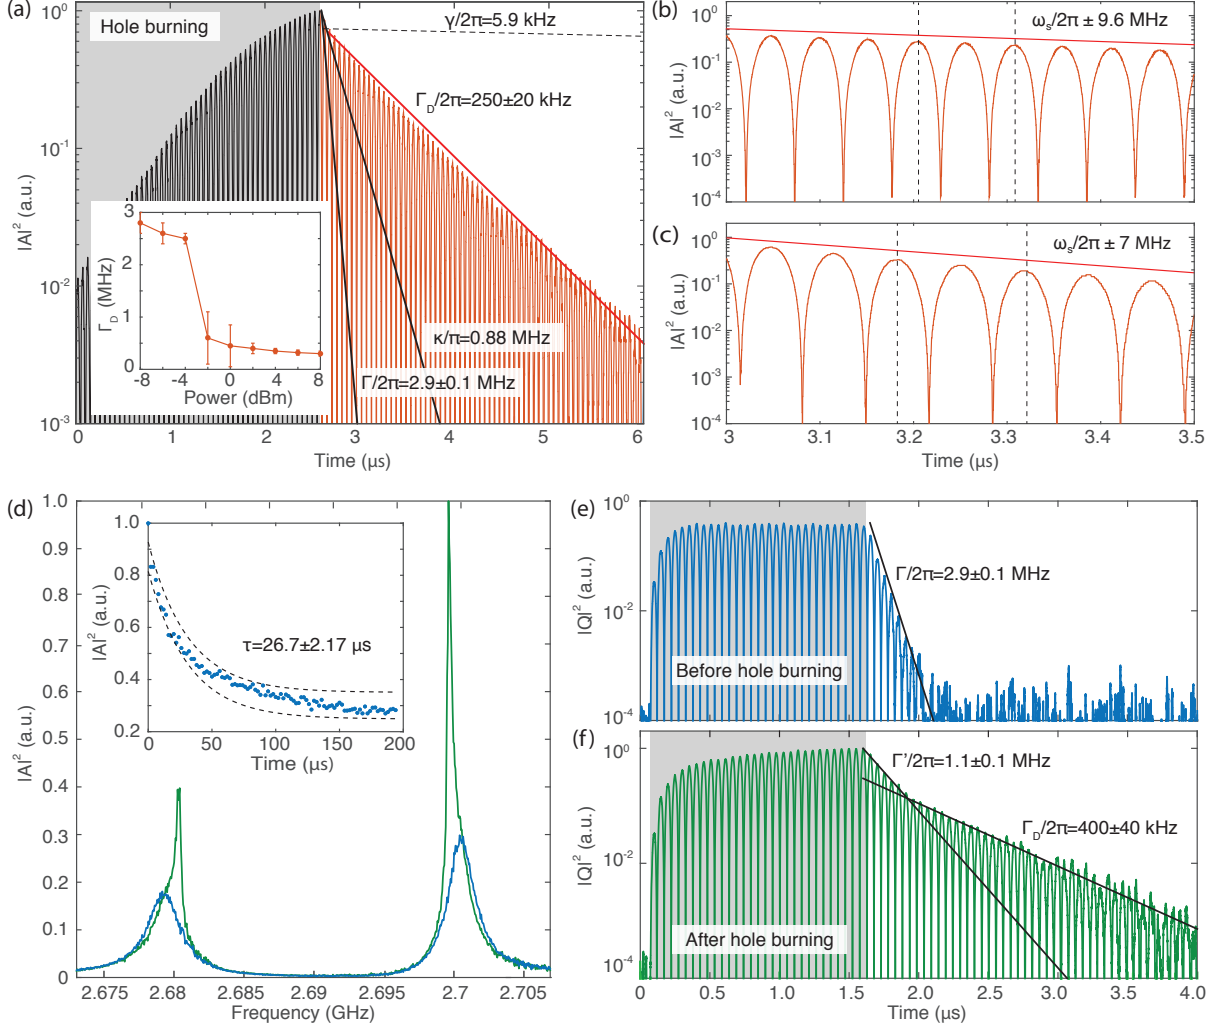 (a)
Hole burning
γ/2π=5.9 kHz
Γ_D/2π=250±20 kHz
κ/π=0.88 MHz
Γ/2π=2.9±0.1 MHz
|A|² (a.u.)
10⁰
10⁻¹
10⁻²
10⁻³
0 1 2 3 4 5 6
Time (μs)
Γ_D (MHz)
3
2
1
0
-8 -4 0 4 8
Power (dBm)
(b)
ω_s/2π ± 9.6 MHz
|A|² (a.u.)
10⁰
10⁻¹
10⁻²
10⁻³
10⁻⁴
(c)
ω_s/2π ± 7 MHz
|A|² (a.u.)
10⁰
10⁻¹
10⁻²
10⁻³
10⁻⁴
3 3.1 3.2 3.3 3.4 3.5
Time (μs)
(d)
|A|² (a.u.)
1.0
0.9
0.8
0.7
0.6
0.5
0.4
0.3
0.2
0.1
0
2.675 2.68 2.685 2.69 2.695 2.7 2.705
Frequency (GHz)
|A|² (a.u.)
1.0
0.8
0.6
0.4
0.2
τ=26.7±2.17 μs
0 50 100 150 200
Time (μs)
(e)
|Q|² (a.u.)
10⁰
10⁻²
10⁻⁴
Γ/2π=2.9±0.1 MHz
Before hole burning
(f)
|Q|² (a.u.)
10⁰
10⁻²
10⁻⁴
Γ'/2π=1.1±0.1 MHz
Γ_D/2π=400±40 kHz
After hole burning
0 0.5 1.0 1.5 2.0 2.5 3.0 3.5 4.0
Time (μs)